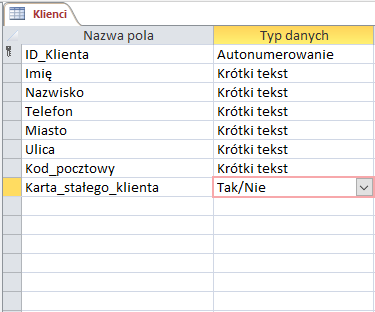 Klienci
Nazwa pola Typ danych
ID_Klienta Autonumerowanie
Imię Krótki tekst
Nazwisko Krótki tekst
Telefon Krótki tekst
Miasto Krótki tekst
Ulica Krótki tekst
Kod_pocztowy Krótki tekst
Karta_stałego_klienta Tak/Nie